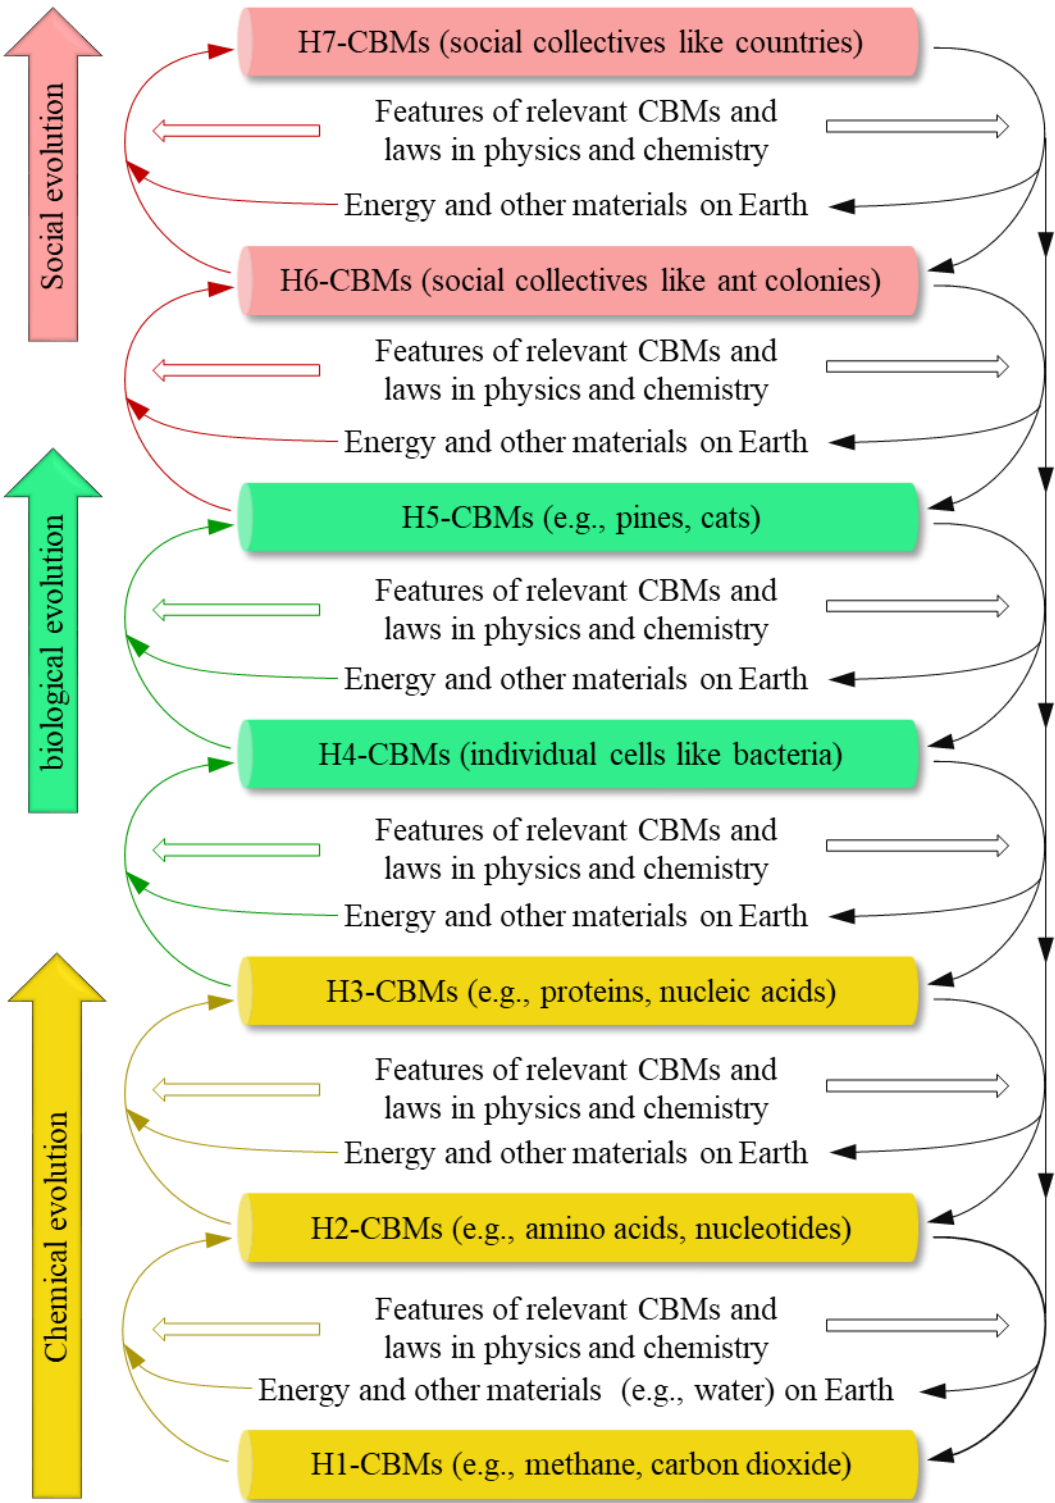 H7-CBMs (social collectives like countries)
Features of relevant CBMs and
laws in physics and chemistry
Energy and other materials on Earth
Social evolution
H6-CBMs (social collectives like ant colonies)
Features of relevant CBMs and
laws in physics and chemistry
Energy and other materials on Earth
H5-CBMs (e.g., pines, cats)
Features of relevant CBMs and
laws in physics and chemistry
Energy and other materials on Earth
biological evolution
H4-CBMs (individual cells like bacteria)
Features of relevant CBMs and
laws in physics and chemistry
Energy and other materials on Earth
H3-CBMs (e.g., proteins, nucleic acids)
Features of relevant CBMs and
laws in physics and chemistry
Energy and other materials on Earth
Chemical evolution
H2-CBMs (e.g., amino acids, nucleotides)
Features of relevant CBMs and
laws in physics and chemistry
Energy and other materials (e.g., water) on Earth
H1-CBMs (e.g., methane, carbon dioxide)